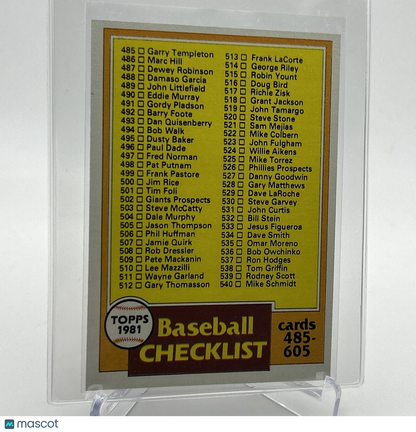 485 Garry Templeton
486 Marc Hill
487 Dewey Robinson
488 Damaso Garcia
489 John Littlefield
490 Eddie Murray
491 Gordy Pladson
492 Barry Foote
493 Dan Quisenberry
494 Bob Walk
495 Dusty Baker
496 Paul Dade
497 Fred Norman
498 Pat Putnam
499 Frank Pastore
500 Jim Rice
501 Tim Foli
502 Giants Prospects
503 Steve McCatty
504 Dale Murphy
505 Jason Thompson
506 Phil Huffman
507 Jamie Quirk
508 Rob Dressler
509 Pete Mackanin
510 Lee Mazzilli
511 Wayne Garland
512 Gary Thomasson
513 Frank LaCorte
514 George Riley
515 Robin Yount
516 Doug Bird
517 Richie Zisk
518 Grant Jackson
519 John Tamargo
520 Steve Stone
521 Sam Mejias
522 Mike Colbern
523 John Fulgham
524 Willie Aikens
525 Mike Torrez
526 Phillies Prospects
527 Danny Goodwin
528 Gary Matthews
529 Dave LaRoche
530 Steve Garvey
531 John Curtis
532 Bill Stein
533 Jesus Figueroa
534 Dave Smith
535 Omar Moreno
536 Bob Owchinko
537 Ron Hodges
538 Tom Griffin
539 Rodney Scott
540 Mike Schmidt
TOPPS
1981
Baseball
CHECKLIST
cards
485-
605
mascot